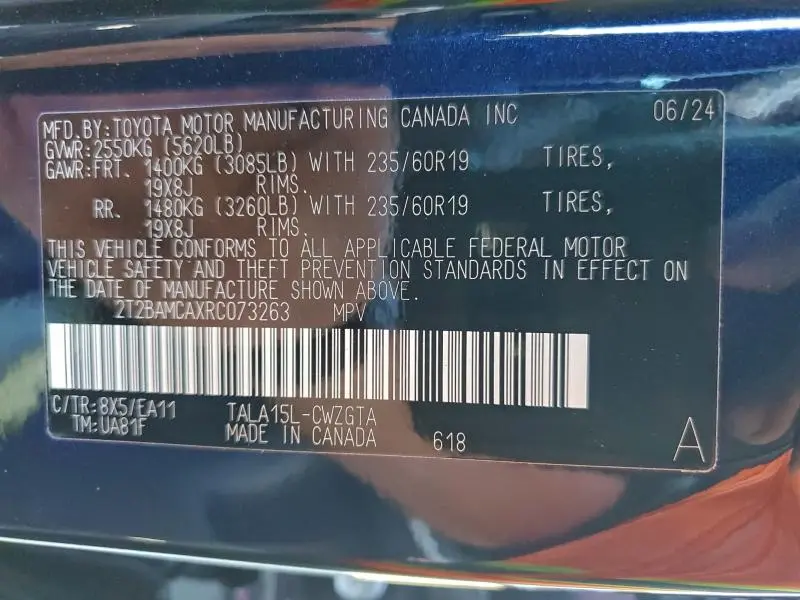 MFD.BY:TOYOTA MOTOR MANUFACTURING CANADA INC 06/24
GVWR:2550KG (5620LB)
GAWR:FRT. 1400KG (3085LB) WITH 235/60R19 TIRES,
19X8J RIMS.
RR. 1480KG (3260LB) WITH 235/60R19 TIRES,
19X8J RIMS.
THIS VEHICLE CONFORMS TO ALL APPLICABLE FEDERAL MOTOR
VEHICLE SAFETY AND THEFT PREVENTION STANDARDS IN EFFECT ON
THE DATE OF MANUFACTURE SHOWN ABOVE.
2T2BAMCAXRC073263 MPV
C/TR:8X5/EA11 TALA15L-CWZGTA
TM:UA81F MADE IN CANADA 618 A